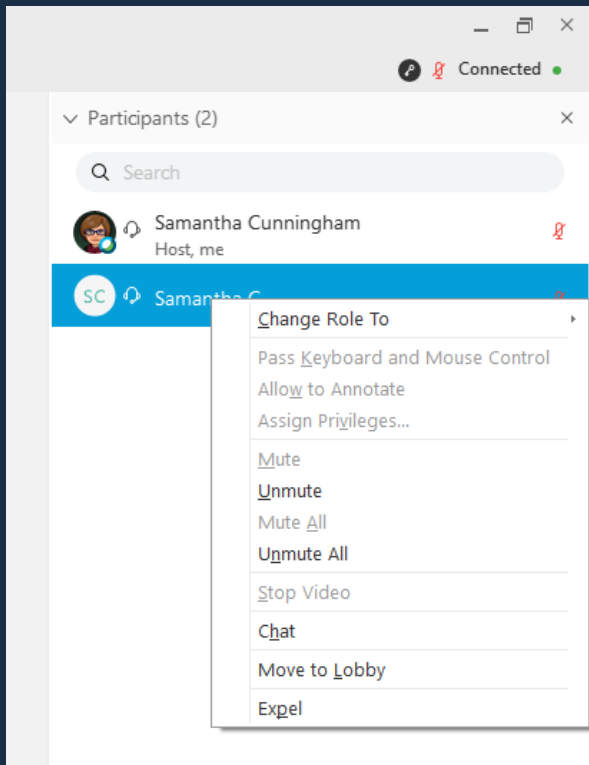 Connected
Participants (2)
Search
Samantha Cunningham
Host, me
SC
Samantha C
Change Role To
Pass Keyboard and Mouse Control
Allow to Annotate
Assign Privileges...
Mute
Unmute
Mute All
Unmute All
Stop Video
Chat
Move to Lobby
Expel